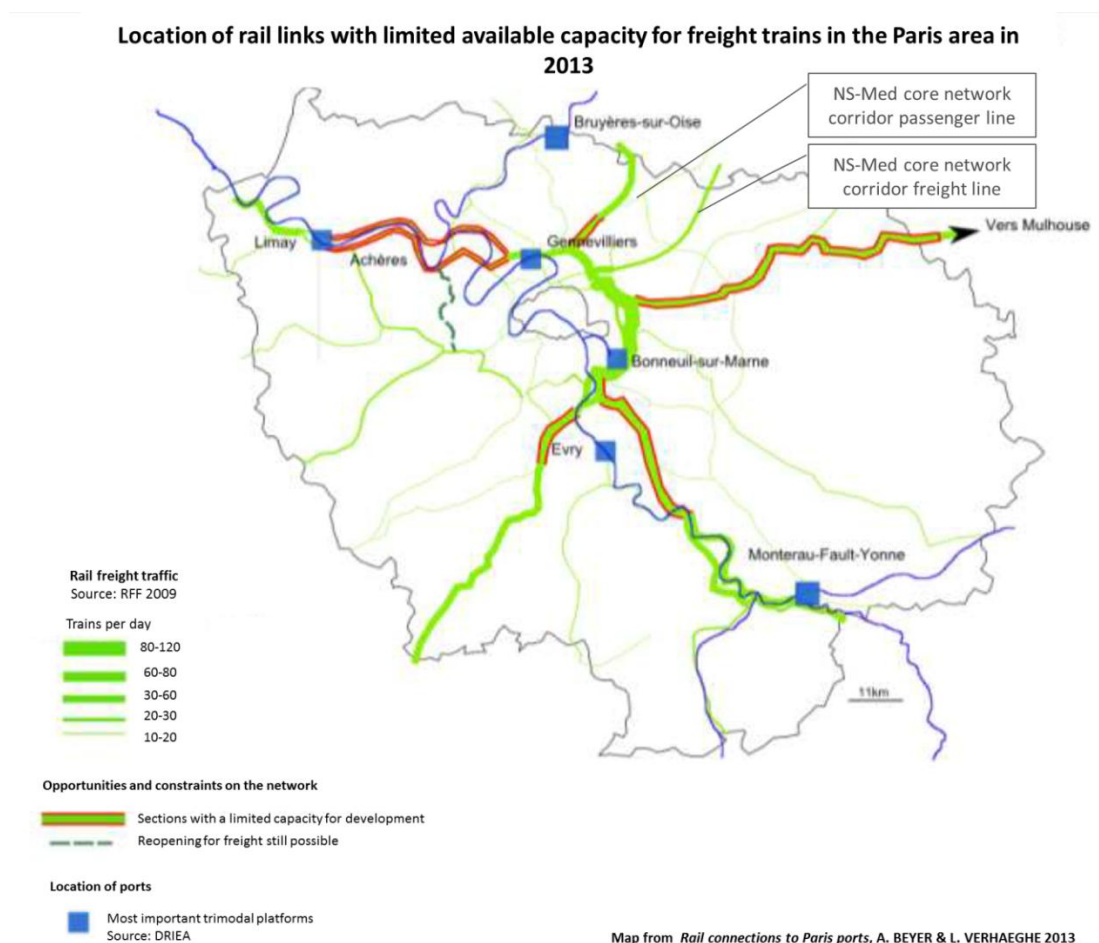 Location of rail links with limited available capacity for freight trains in the Paris area in
2013
NS-Med core network
corridor passenger line
Bruyères-sur-Oise
NS-Med core network
corridor freight line
Vers Mulhouse
Limay
Gennevilliers
Achères
Bonneuil-sur-Marne
Evry
Monterau-Fault-Yonne
Rail freight traffic
Source: RFF 2009
Trains per day
80-120
60-80
30-60
20-30
10-20
11km
Opportunities and constraints on the network
Sections with a limited capacity for development
Reopening for freight still possible
Location of ports
Most important trimodal platforms
Source: DRIEA
Map from Rail connections to Paris ports, A. BEYER & L. VERHAEGHE 2013